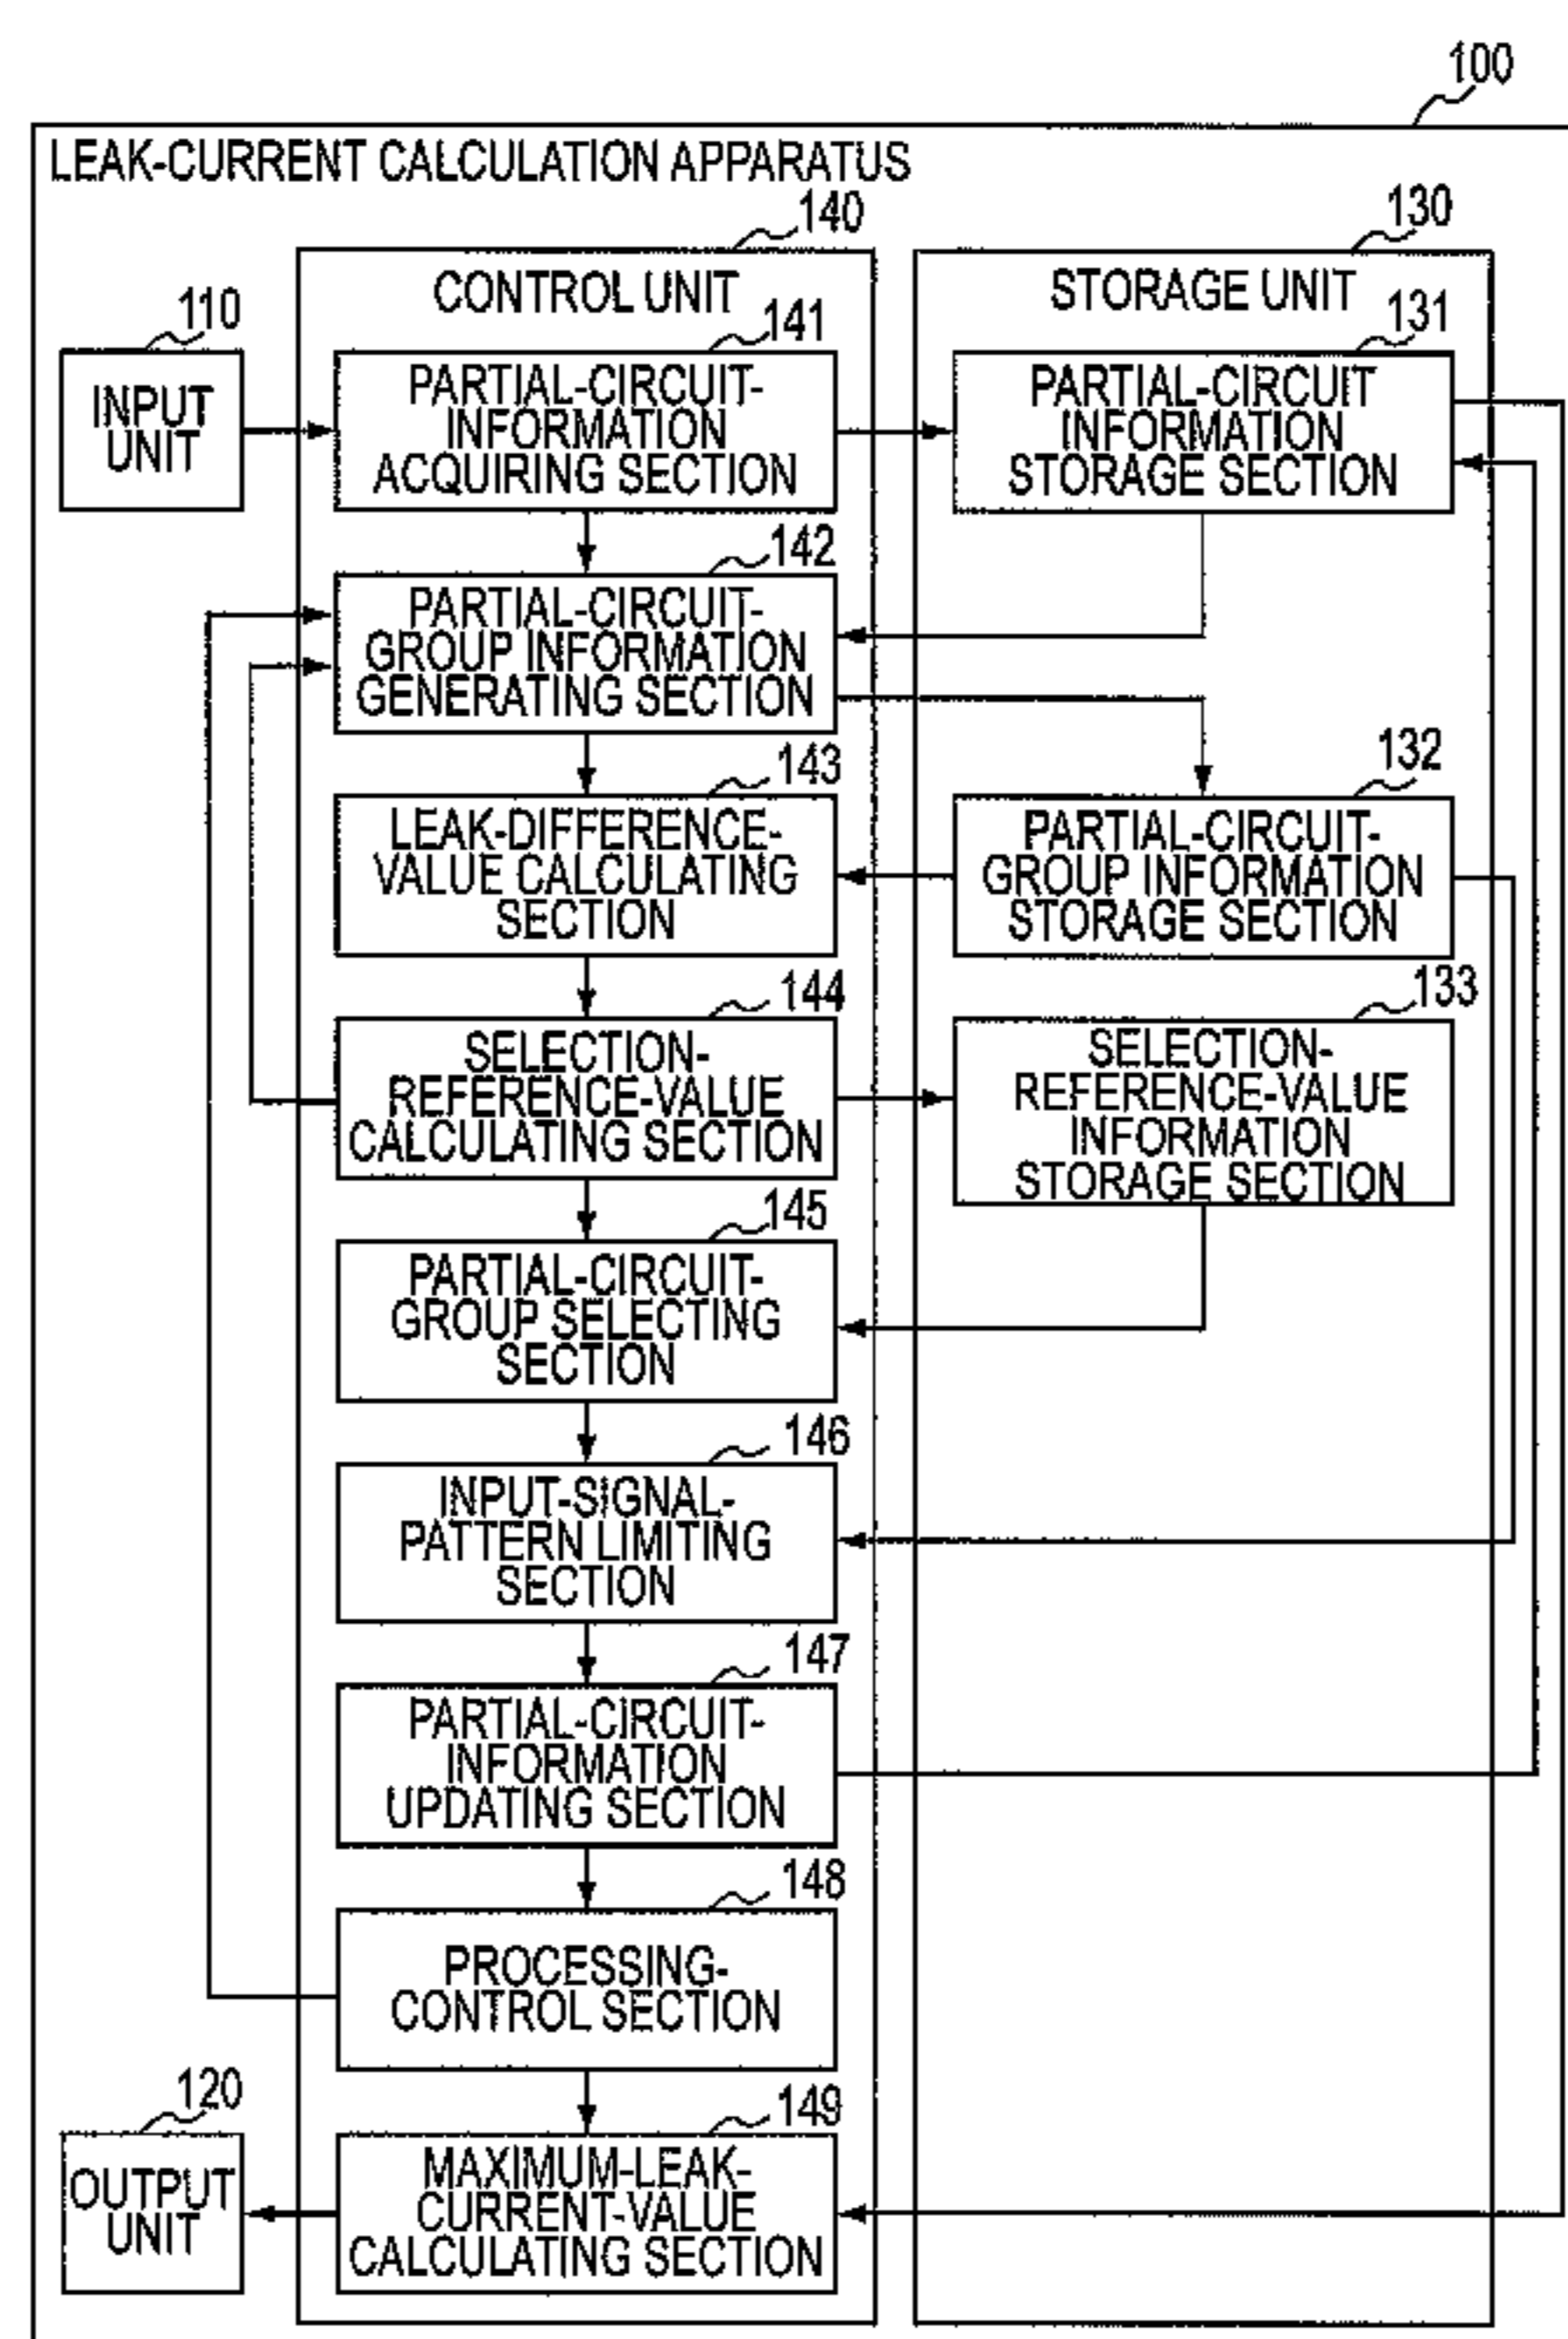 100
LEAK-CURRENT CALCULATION APPARATUS
140
CONTROL UNIT
130
STORAGE UNIT
110
INPUT
UNIT
141
PARTIAL-CIRCUIT-
INFORMATION
ACQUIRING SECTION
131
PARTIAL-CIRCUIT
INFORMATION
STORAGE SECTION
142
PARTIAL-CIRCUIT-
GROUP INFORMATION
GENERATING SECTION
143
LEAK-DIFFERENCE-
VALUE CALCULATING
SECTION
132
PARTIAL-CIRCUIT-
GROUP INFORMATION
STORAGE SECTION
144
SELECTION-
REFERENCE-VALUE
CALCULATING SECTION
133
SELECTION-
REFERENCE-VALUE
INFORMATION
STORAGE SECTION
145
PARTIAL-CIRCUIT-
GROUP SELECTING
SECTION
146
INPUT-SIGNAL-
PATTERN LIMITING
SECTION
147
PARTIAL-CIRCUIT-
INFORMATION
UPDATING SECTION
148
PROCESSING-
CONTROL SECTION
120
OUTPUT
UNIT
149
MAXIMUM-LEAK-
CURRENT-VALUE
CALCULATING SECTION